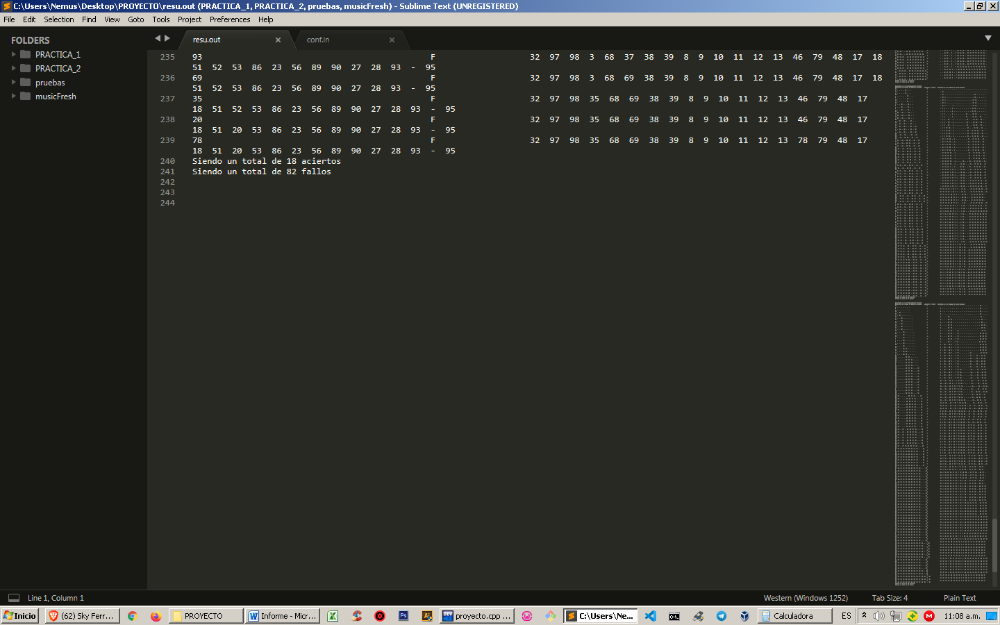 C:\Users\Nemus\Desktop\PROYECTO\resu.out (PRACTICA_1, PRACTICA_2, pruebas, musicFresh) - Sublime Text (UNREGISTERED)
File Edit Selection Find View Goto Tools Project Preferences Help
FOLDERS
PRACTICA_1
PRACTICA_2
pruebas
musicFresh
resu.out
conf.in
235 93 F 32 97 98 3 68 37 38 39 8 9 10 11 12 13 46 79 48 17 18
51 52 53 86 23 56 89 90 27 28 93 - 95
236 69 F 32 97 98 3 68 69 38 39 8 9 10 11 12 13 46 79 48 17 18
51 52 53 86 23 56 89 90 27 28 93 - 95
237 35 F 32 97 98 35 68 69 38 39 8 9 10 11 12 13 46 79 48 17
18 51 52 53 86 23 56 89 90 27 28 93 - 95
238 20 F 32 97 98 35 68 69 38 39 8 9 10 11 12 13 46 79 48 17
18 51 20 53 86 23 56 89 90 27 28 93 - 95
239 78 F 32 97 98 35 68 69 38 39 8 9 10 11 12 13 78 79 48 17
18 51 20 53 86 23 56 89 90 27 28 93 - 95
240 Siendo un total de 18 aciertos
241 Siendo un total de 82 fallos
242
243
244
Line 1, Column 1
Western (Windows 1252) Tab Size: 4 Plain Text
Inicio (62) Sky Ferr... PROYECTO Informe - Micr... proyecto.cpp ... C:\Users\Ne... Calculadora ES 11:08 a.m.